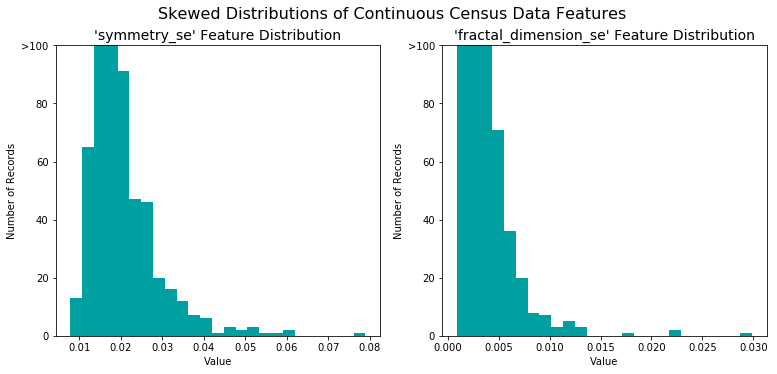 Skewed Distributions of Continuous Census Data Features
'symmetry_se' Feature Distribution
>100
80
60
40
20
0
Number of Records
0.01 0.02 0.03 0.04 0.05 0.06 0.07 0.08
Value
'fractal_dimension_se' Feature Distribution
>100
80
60
40
20
0
Number of Records
0.000 0.005 0.010 0.015 0.020 0.025 0.030
Value